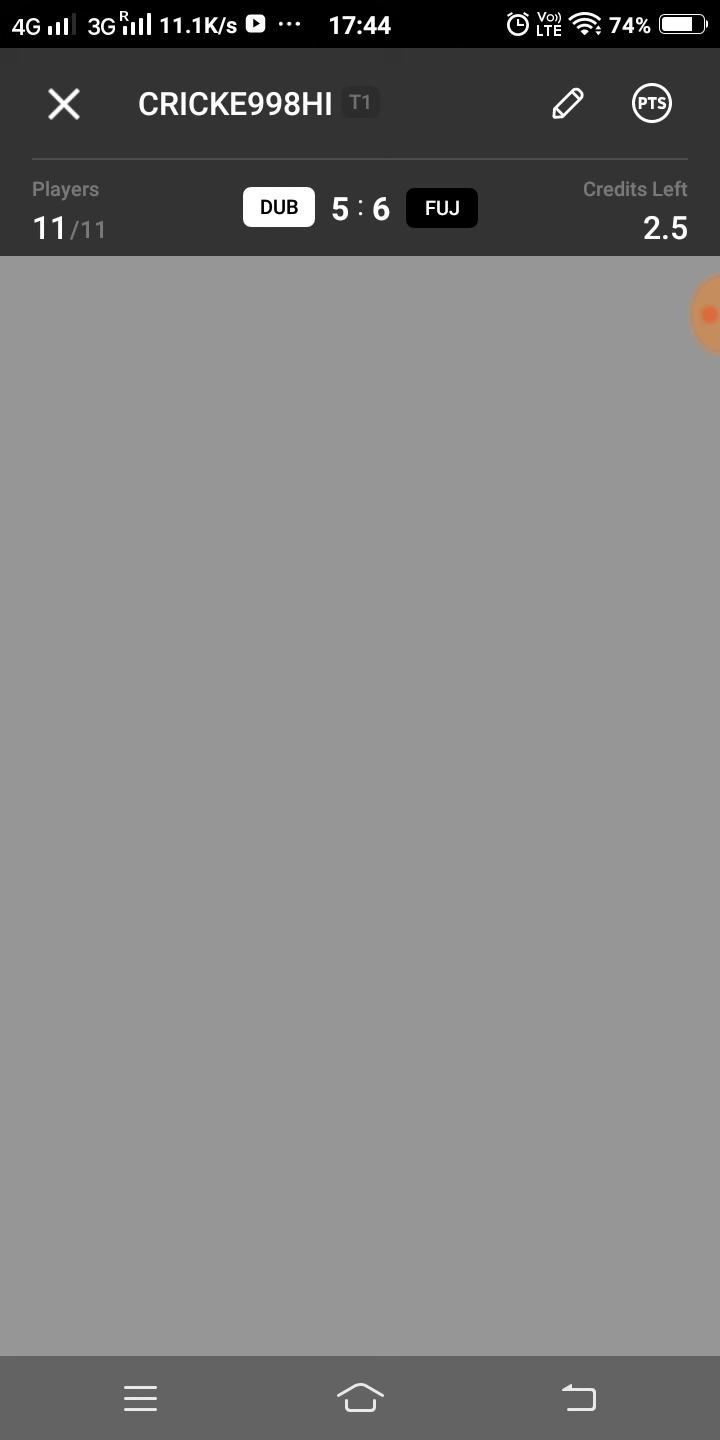 4G 3G R 11.1K/s ... 17:44 Vo)) LTE 74%
CRICKE998HI T1 PTS
Players Credits Left
DUB 5 : 6 FUJ
11/11 2.5